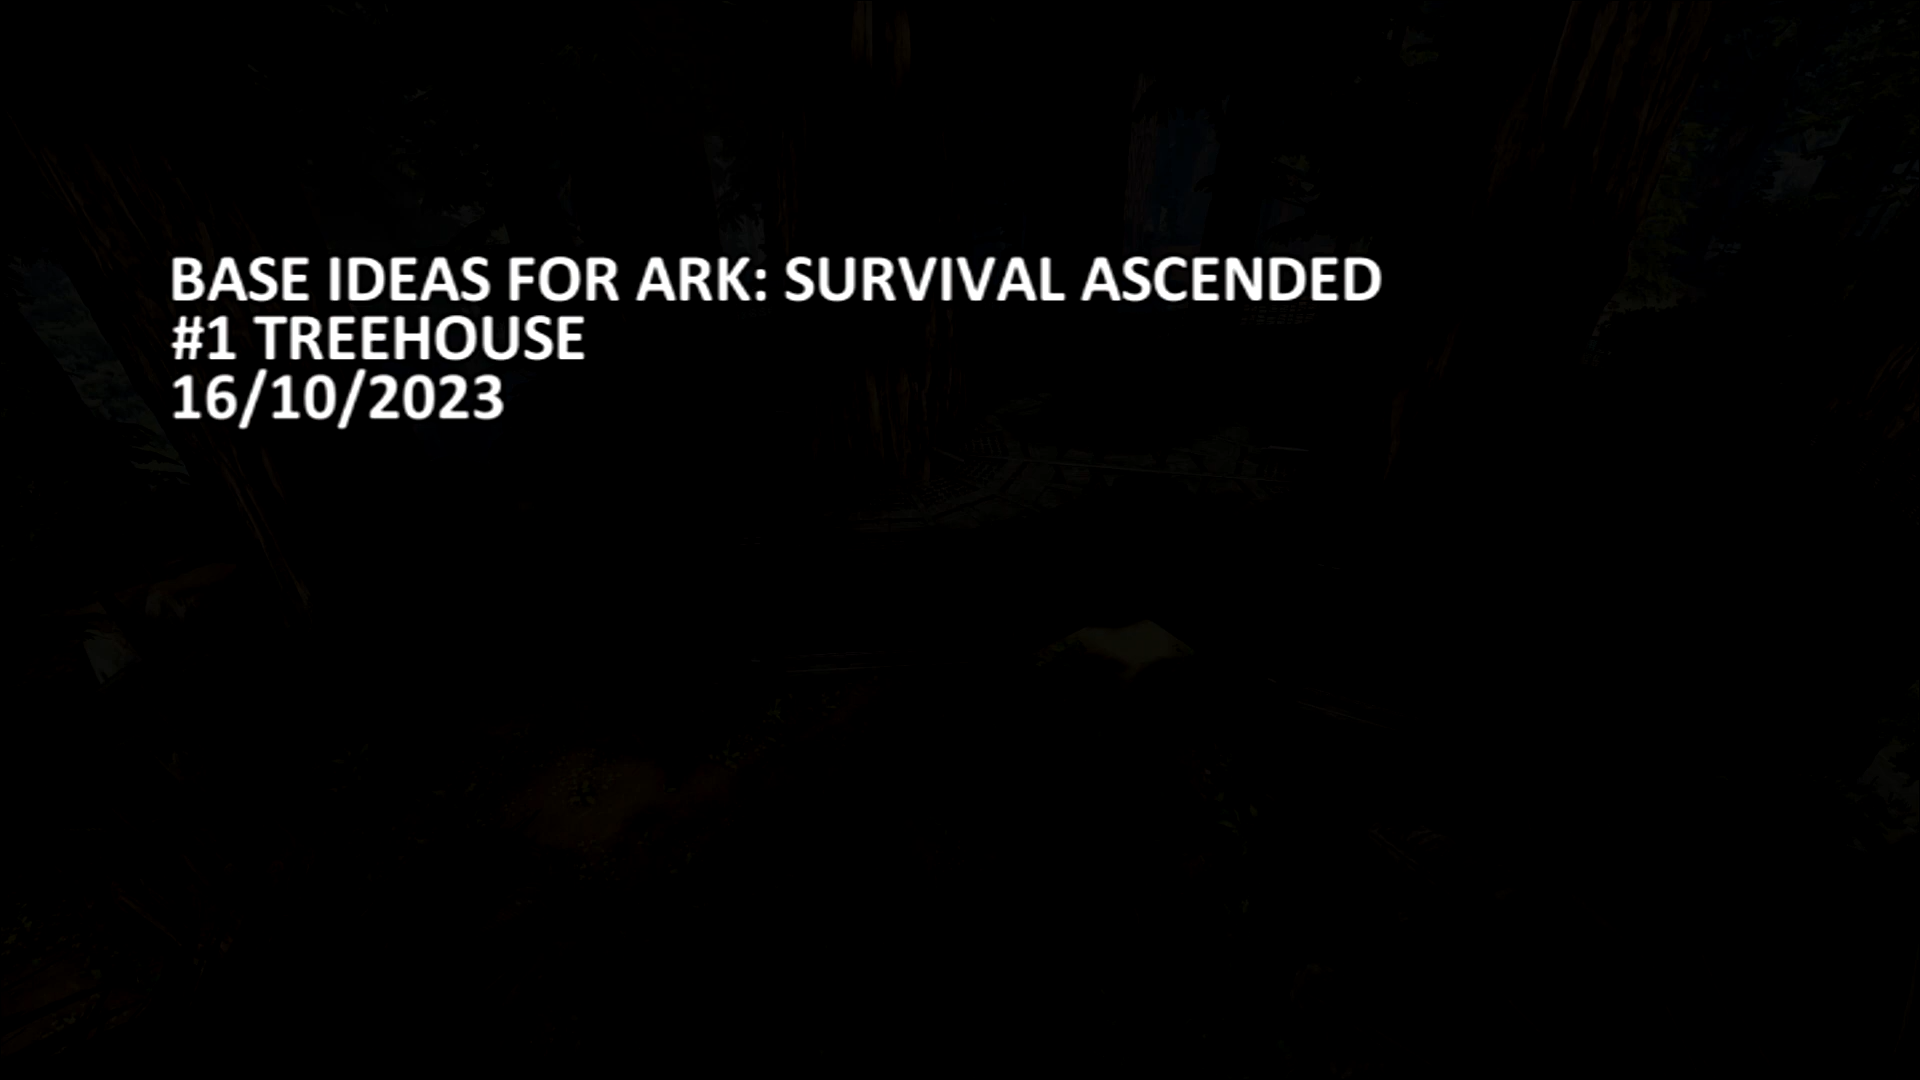 BASE IDEAS FOR ARK: SURVIVAL ASCENDED
#1 TREEHOUSE
16/10/2023